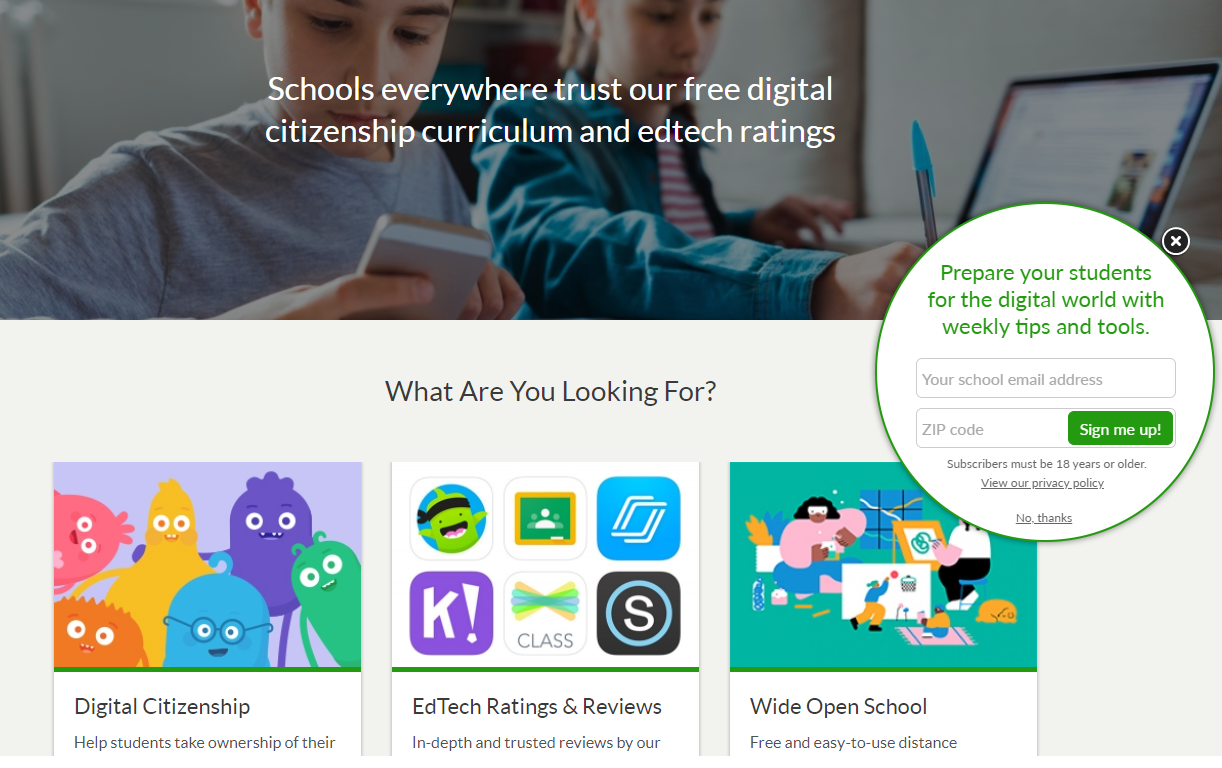 Schools everywhere trust our free digital
citizenship curriculum and edtech ratings
Prepare your students
for the digital world with
weekly tips and tools.
Your school email address
ZIP code
Sign me up!
Subscribers must be 18 years or older.
View our privacy policy
No, thanks
What Are You Looking For?
K!
CLASS
S
Digital Citizenship
Help students take ownership of their
EdTech Ratings & Reviews
In-depth and trusted reviews by our
Wide Open School
Free and easy-to-use distance